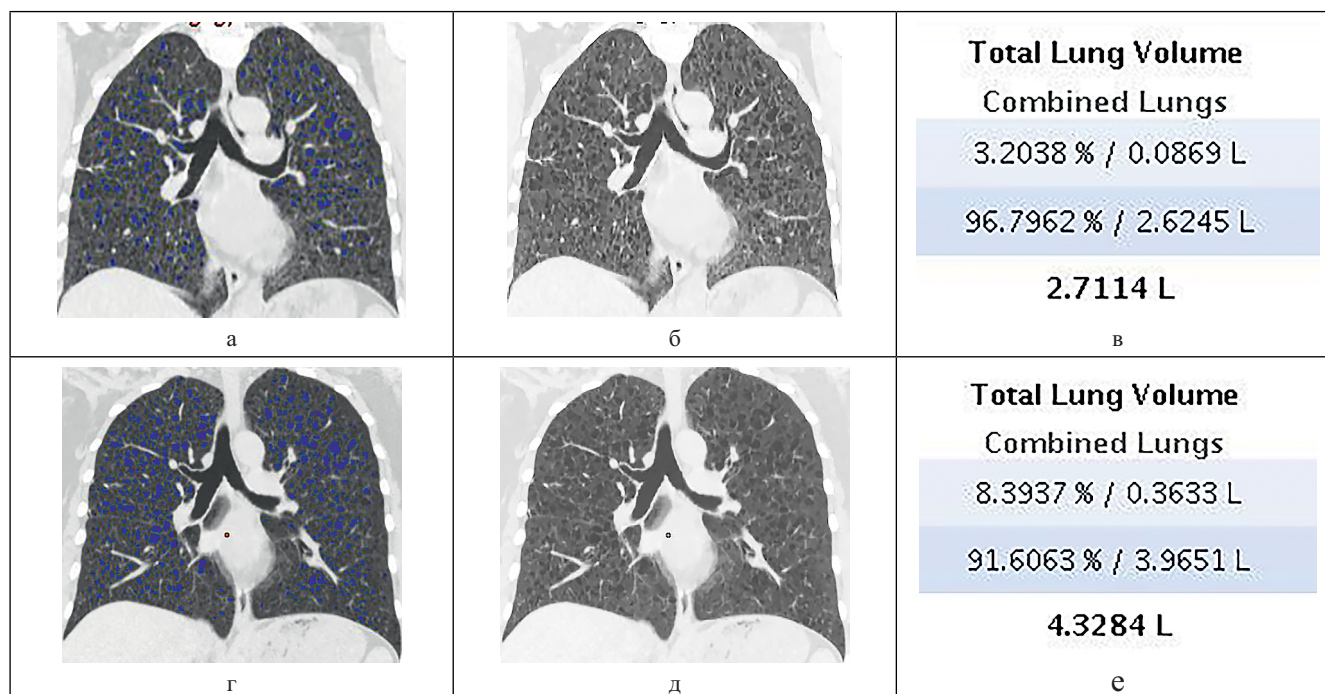 Total Lung Volume
Combined Lungs
3.2038 % / 0.0869 L
96.7962 % / 2.6245 L
2.7114 L
а
б
в
Total Lung Volume
Combined Lungs
8.3937 % / 0.3633 L
91.6063 % / 3.9651 L
4.3284 L
г
д
е